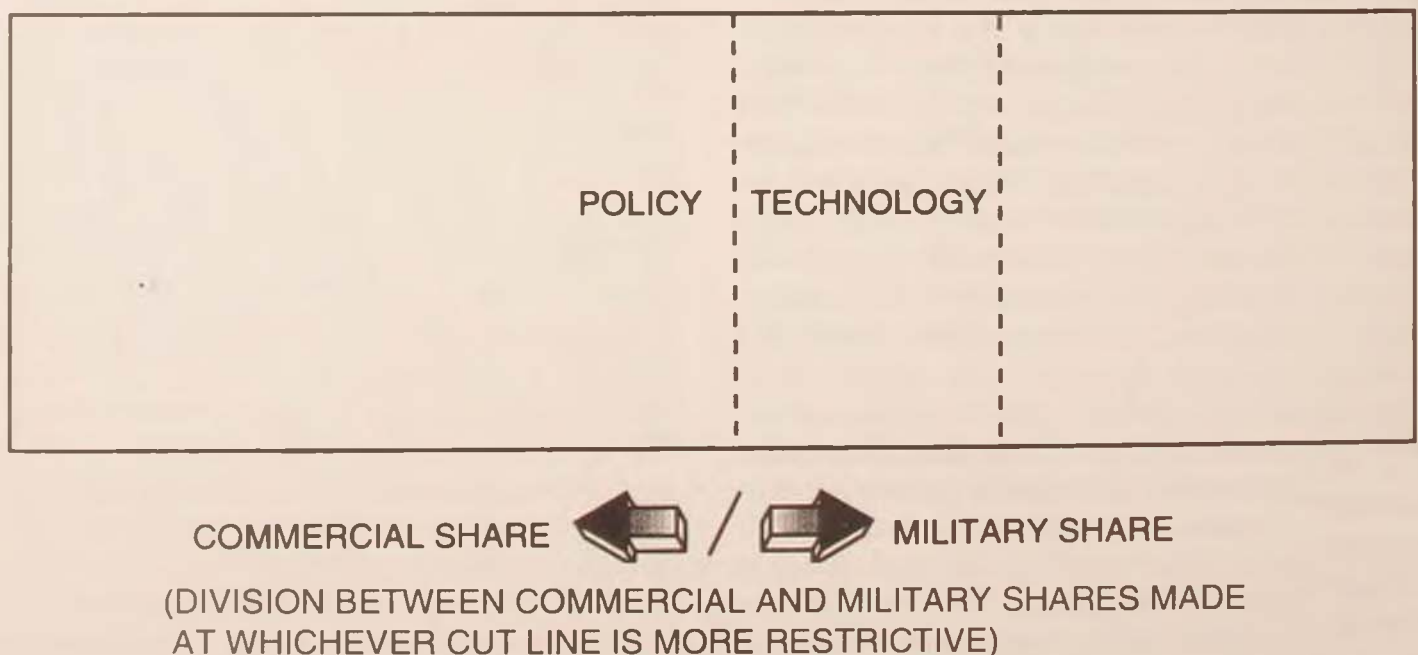 POLICY TECHNOLOGY
COMMERCIAL SHARE / MILITARY SHARE
(DIVISION BETWEEN COMMERCIAL AND MILITARY SHARES MADE
AT WHICHEVER CUT LINE IS MORE RESTRICTIVE)